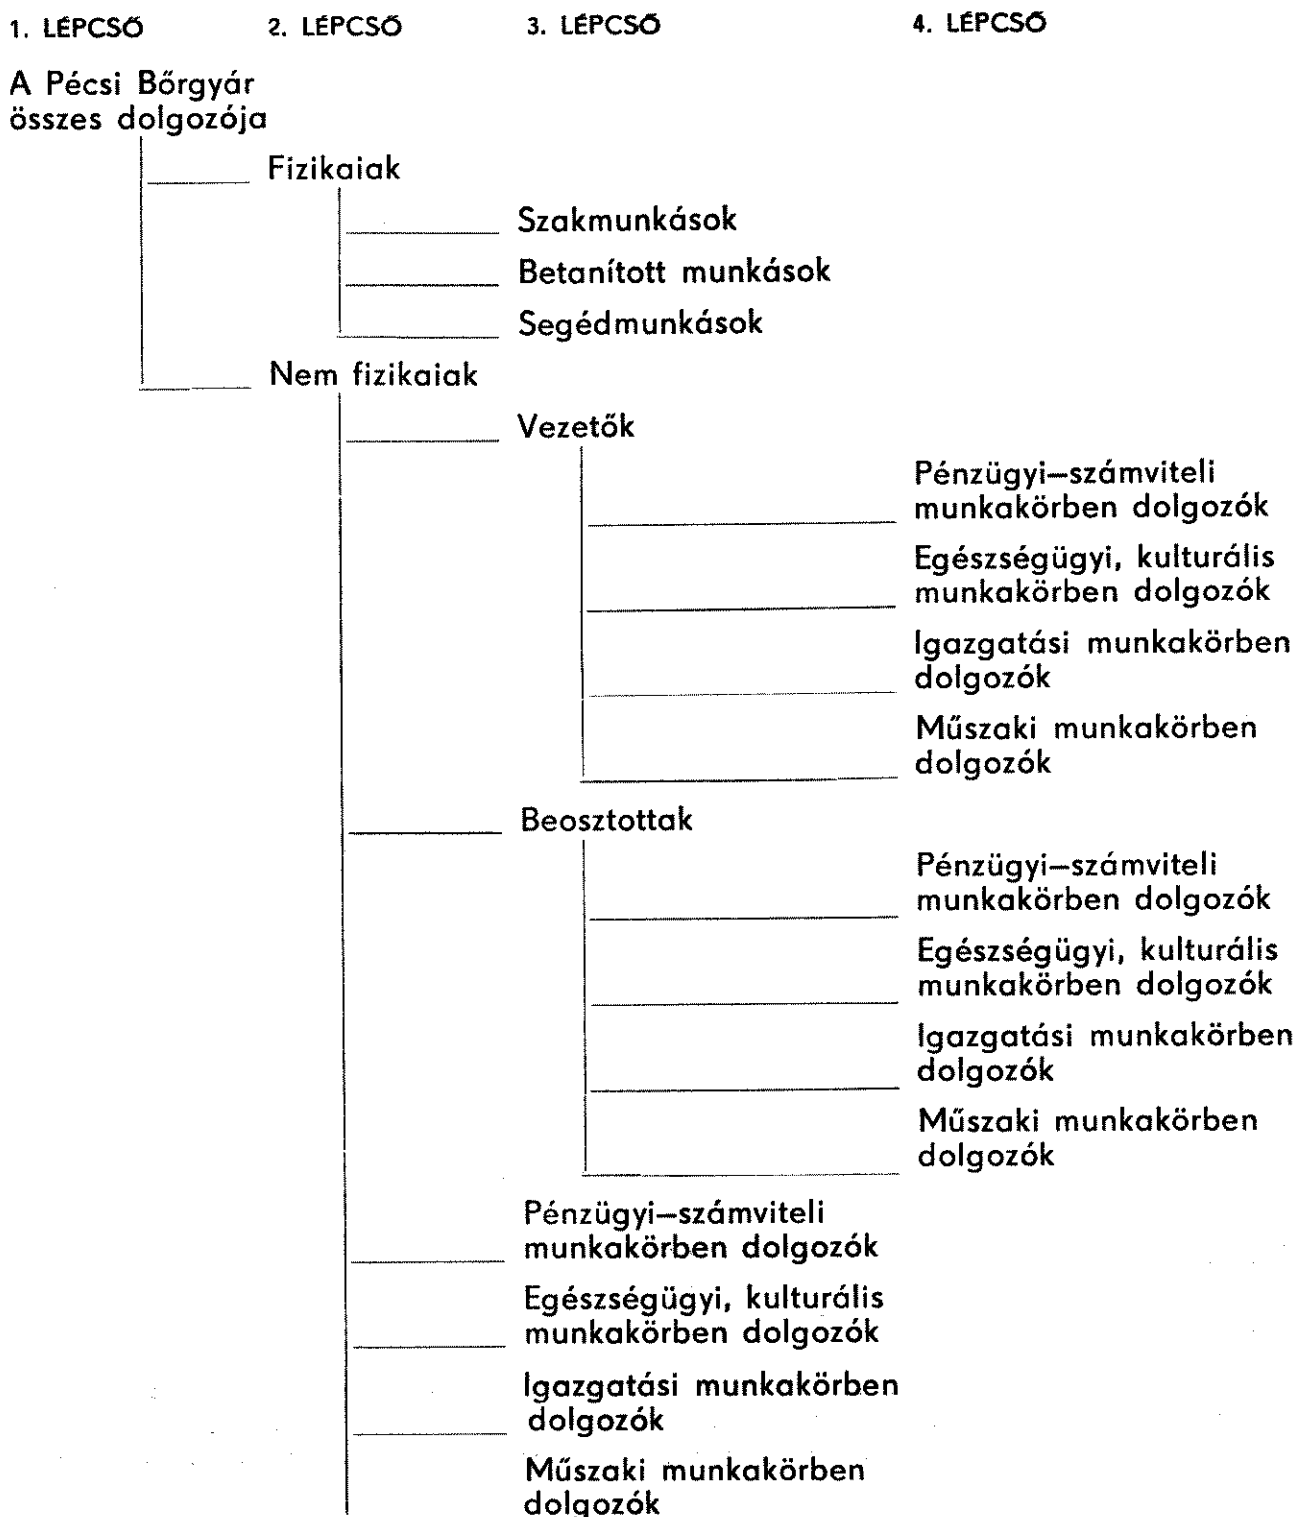 1. LÉPCSŐ 2. LÉPCSŐ 3. LÉPCSŐ 4. LÉPCSŐ
A Pécsi Bőrgyár
összes dolgozója
Fizikaiak
Szakmunkások
Betanított munkások
Segédmunkások
Nem fizikaiak
Vezetők
Pénzügyi–számviteli
munkakörben dolgozók
Egészségügyi, kulturális
munkakörben dolgozók
Igazgatási munkakörben
dolgozók
Műszaki munkakörben
dolgozók
Beosztottak
Pénzügyi–számviteli
munkakörben dolgozók
Egészségügyi, kulturális
munkakörben dolgozók
Igazgatási munkakörben
dolgozók
Műszaki munkakörben
dolgozók
Pénzügyi–számviteli
munkakörben dolgozók
Egészségügyi, kulturális
munkakörben dolgozók
Igazgatási munkakörben
dolgozók
Műszaki munkakörben
dolgozók